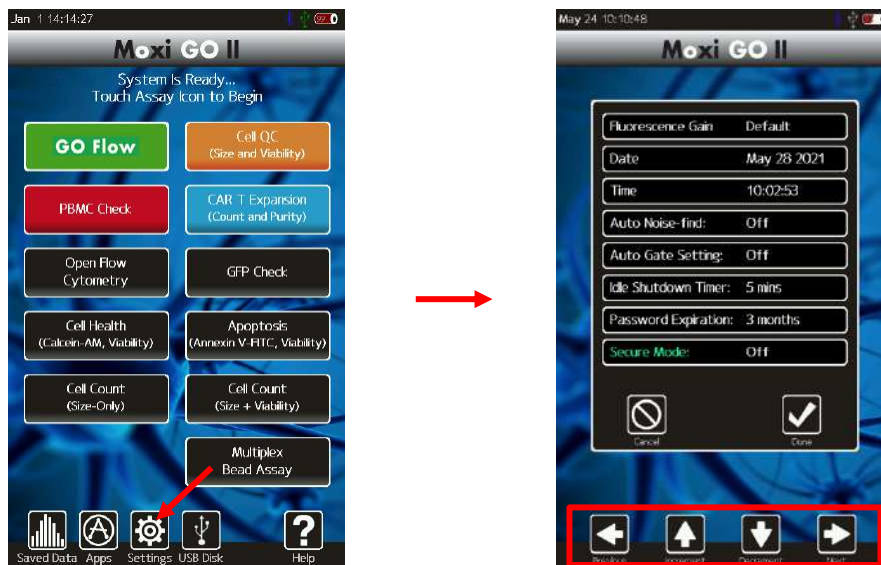 Jan 1 14:14:27
Moxi GO II
System Is Ready...
Touch Assay Icon to Begin
GO Flow
Cell QC
(Size and Viability)
PBMC Check
CAR T Expansion
(Count and Purity)
Open Flow
Cytometry
GFP Check
Cell Health
(Calcein-AM, Viability)
Apoptosis
(Annexin V-FITC, Viability)
Cell Count
(Size-Only)
Cell Count
(Size + Viability)
Multiplex
Bead Assay
Saved Data Apps Settings USB Disk Help
May 24 10:10:48
Moxi GO II
Fluorescence Gain Default
Date May 28 2021
Time 10:02:53
Auto Noise-find: Off
Auto Gate Setting: Off
Idle Shutdown Timer: 5 mins
Password Expiration: 3 months
Secure Mode: Off
Cancel Done
Previous Increment Decrement Next